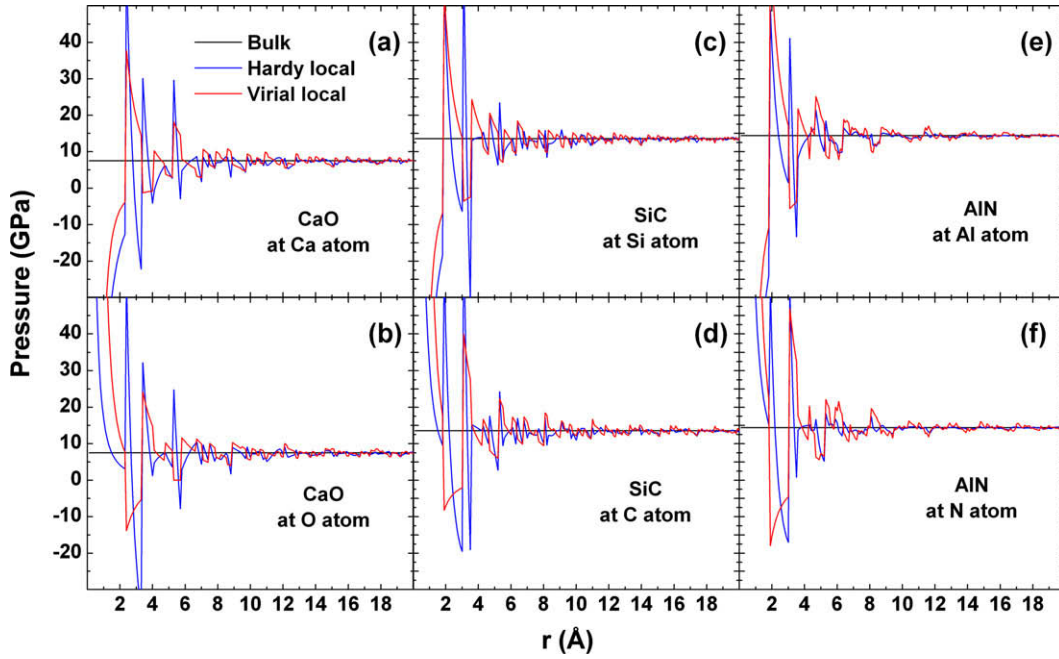 Pressure (GPa)
40
30
20
10
0
-10
-20
Bulk
Hardy local
Virial local
(a)
CaO
at Ca atom
(c)
SiC
at Si atom
(e)
AlN
at Al atom
40
30
20
10
0
-10
-20
(b)
CaO
at O atom
(d)
SiC
at C atom
(f)
AlN
at N atom
2 4 6 8 10 12 14 16 18
2 4 6 8 10 12 14 16 18
2 4 6 8 10 12 14 16 18
r (Å)